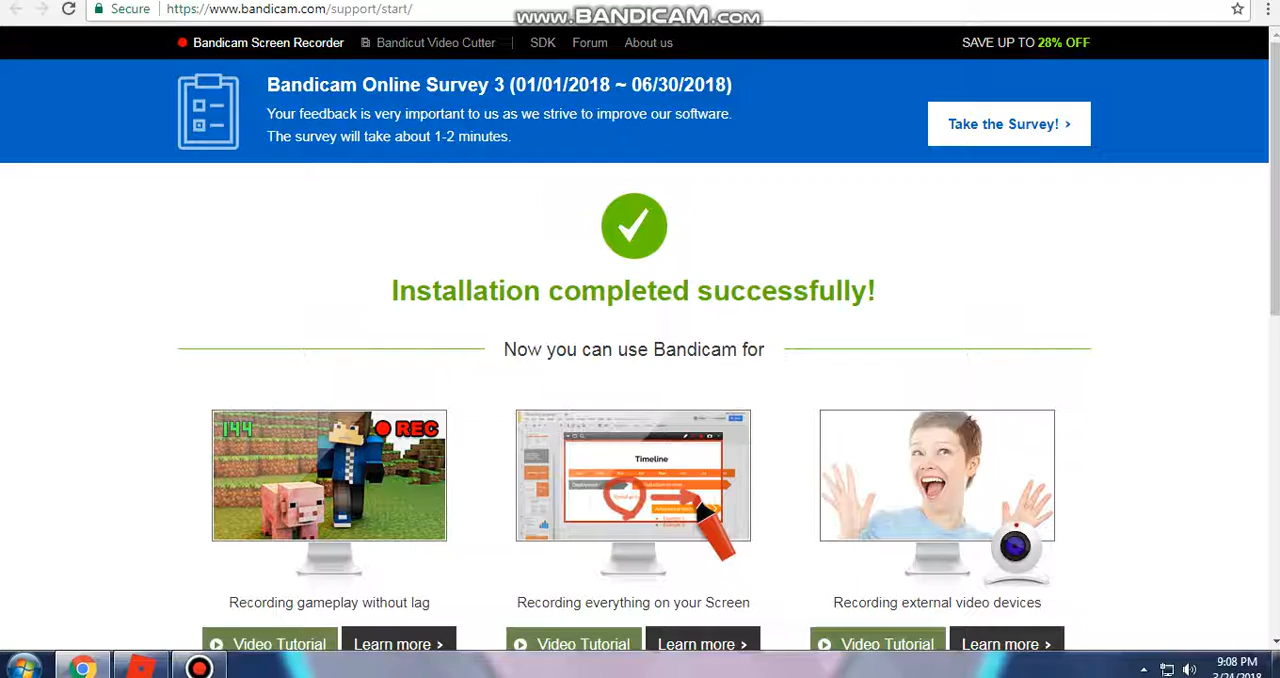 Secure https://www.bandicam.com/support/start/
www.BANDICAM.com
Bandicam Screen Recorder Bandicut Video Cutter SDK Forum About us SAVE UP TO 28% OFF
Bandicam Online Survey 3 (01/01/2018 ~ 06/30/2018)
Your feedback is very important to us as we strive to improve our software.
The survey will take about 1-2 minutes.
Take the Survey! ›
Installation completed successfully!
Now you can use Bandicam for
144
REC
Timeline
Recording gameplay without lag
Recording everything on your Screen
Recording external video devices
Video Tutorial Learn more ›
Video Tutorial Learn more ›
Video Tutorial Learn more ›
9:08 PM
3/24/2018